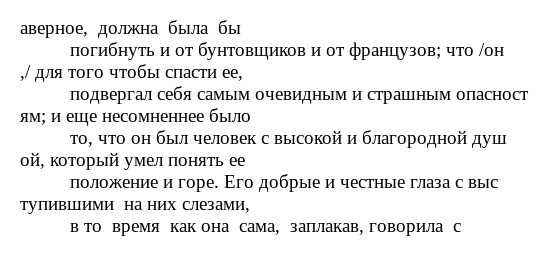 аверное,  должна  была  бы
погибнуть и от бунтовщиков и от французов; что /он
,/ для того чтобы спасти ее,
подвергал себя самым очевидным и страшным опасност
ям; и еще несомненнее было
то, что он был человек с высокой и благородной душ
ой, который умел понять ее
положение и горе. Его добрые и честные глаза с выс
тупившими  на них слезами,
в то  время  как она  сама,  заплакав, говорила  с